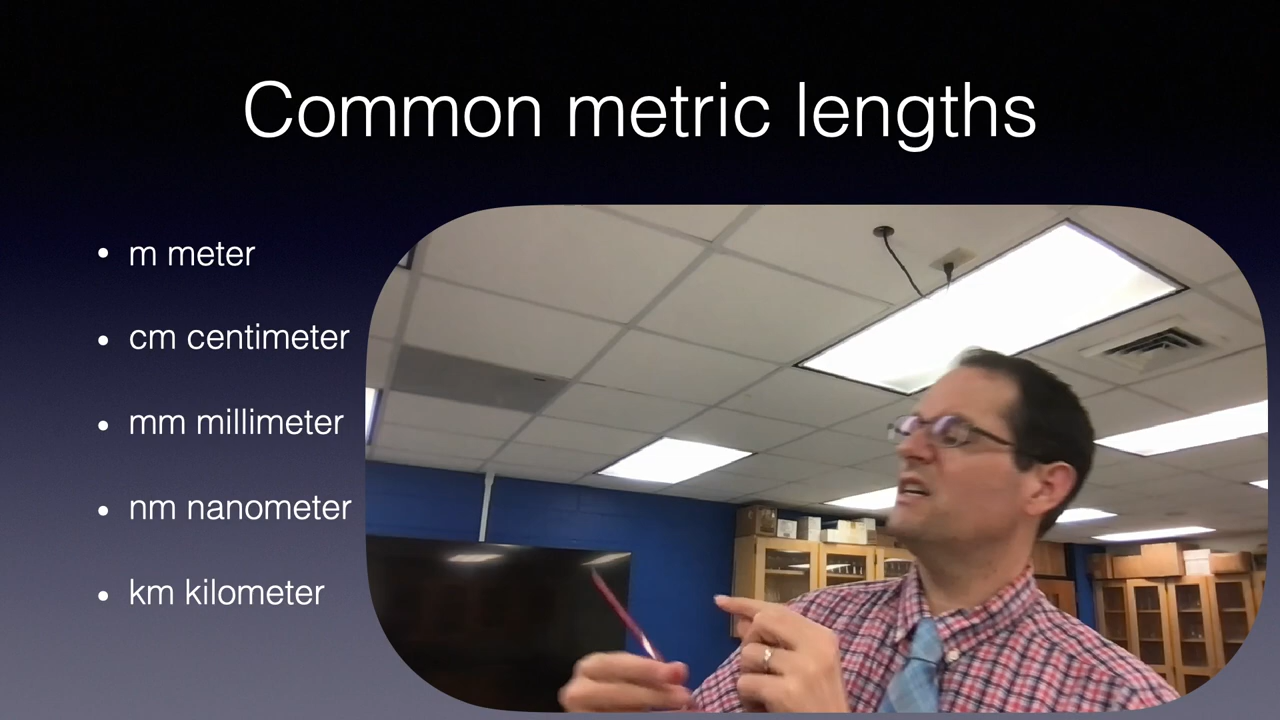 Common metric lengths
• m meter
• cm centimeter
• mm millimeter
• nm nanometer
• km kilometer